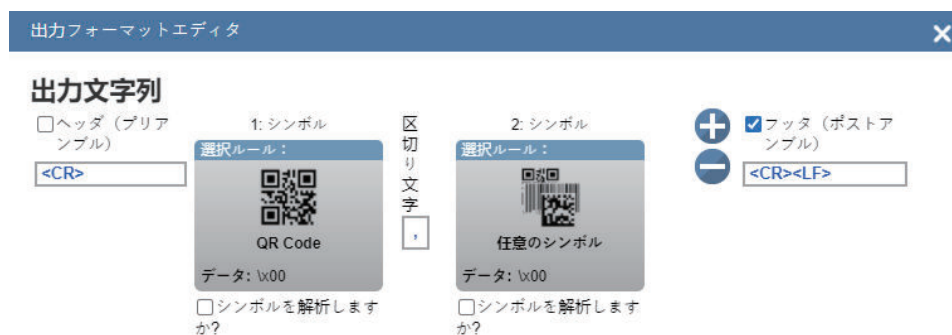 出力フォーマットエディタ
出力文字列
ヘッダ（プリア
ンブル）
<CR>
1: シンボル
選択ルール：
QR Code
データ: \x00
シンボルを解析します
か?
区
切
り
文
字
,
2: シンボル
選択ルール：
任意のシンボル
データ: \x00
シンボルを解析します
か?
フッタ（ポストア
ンブル）
<CR><LF>